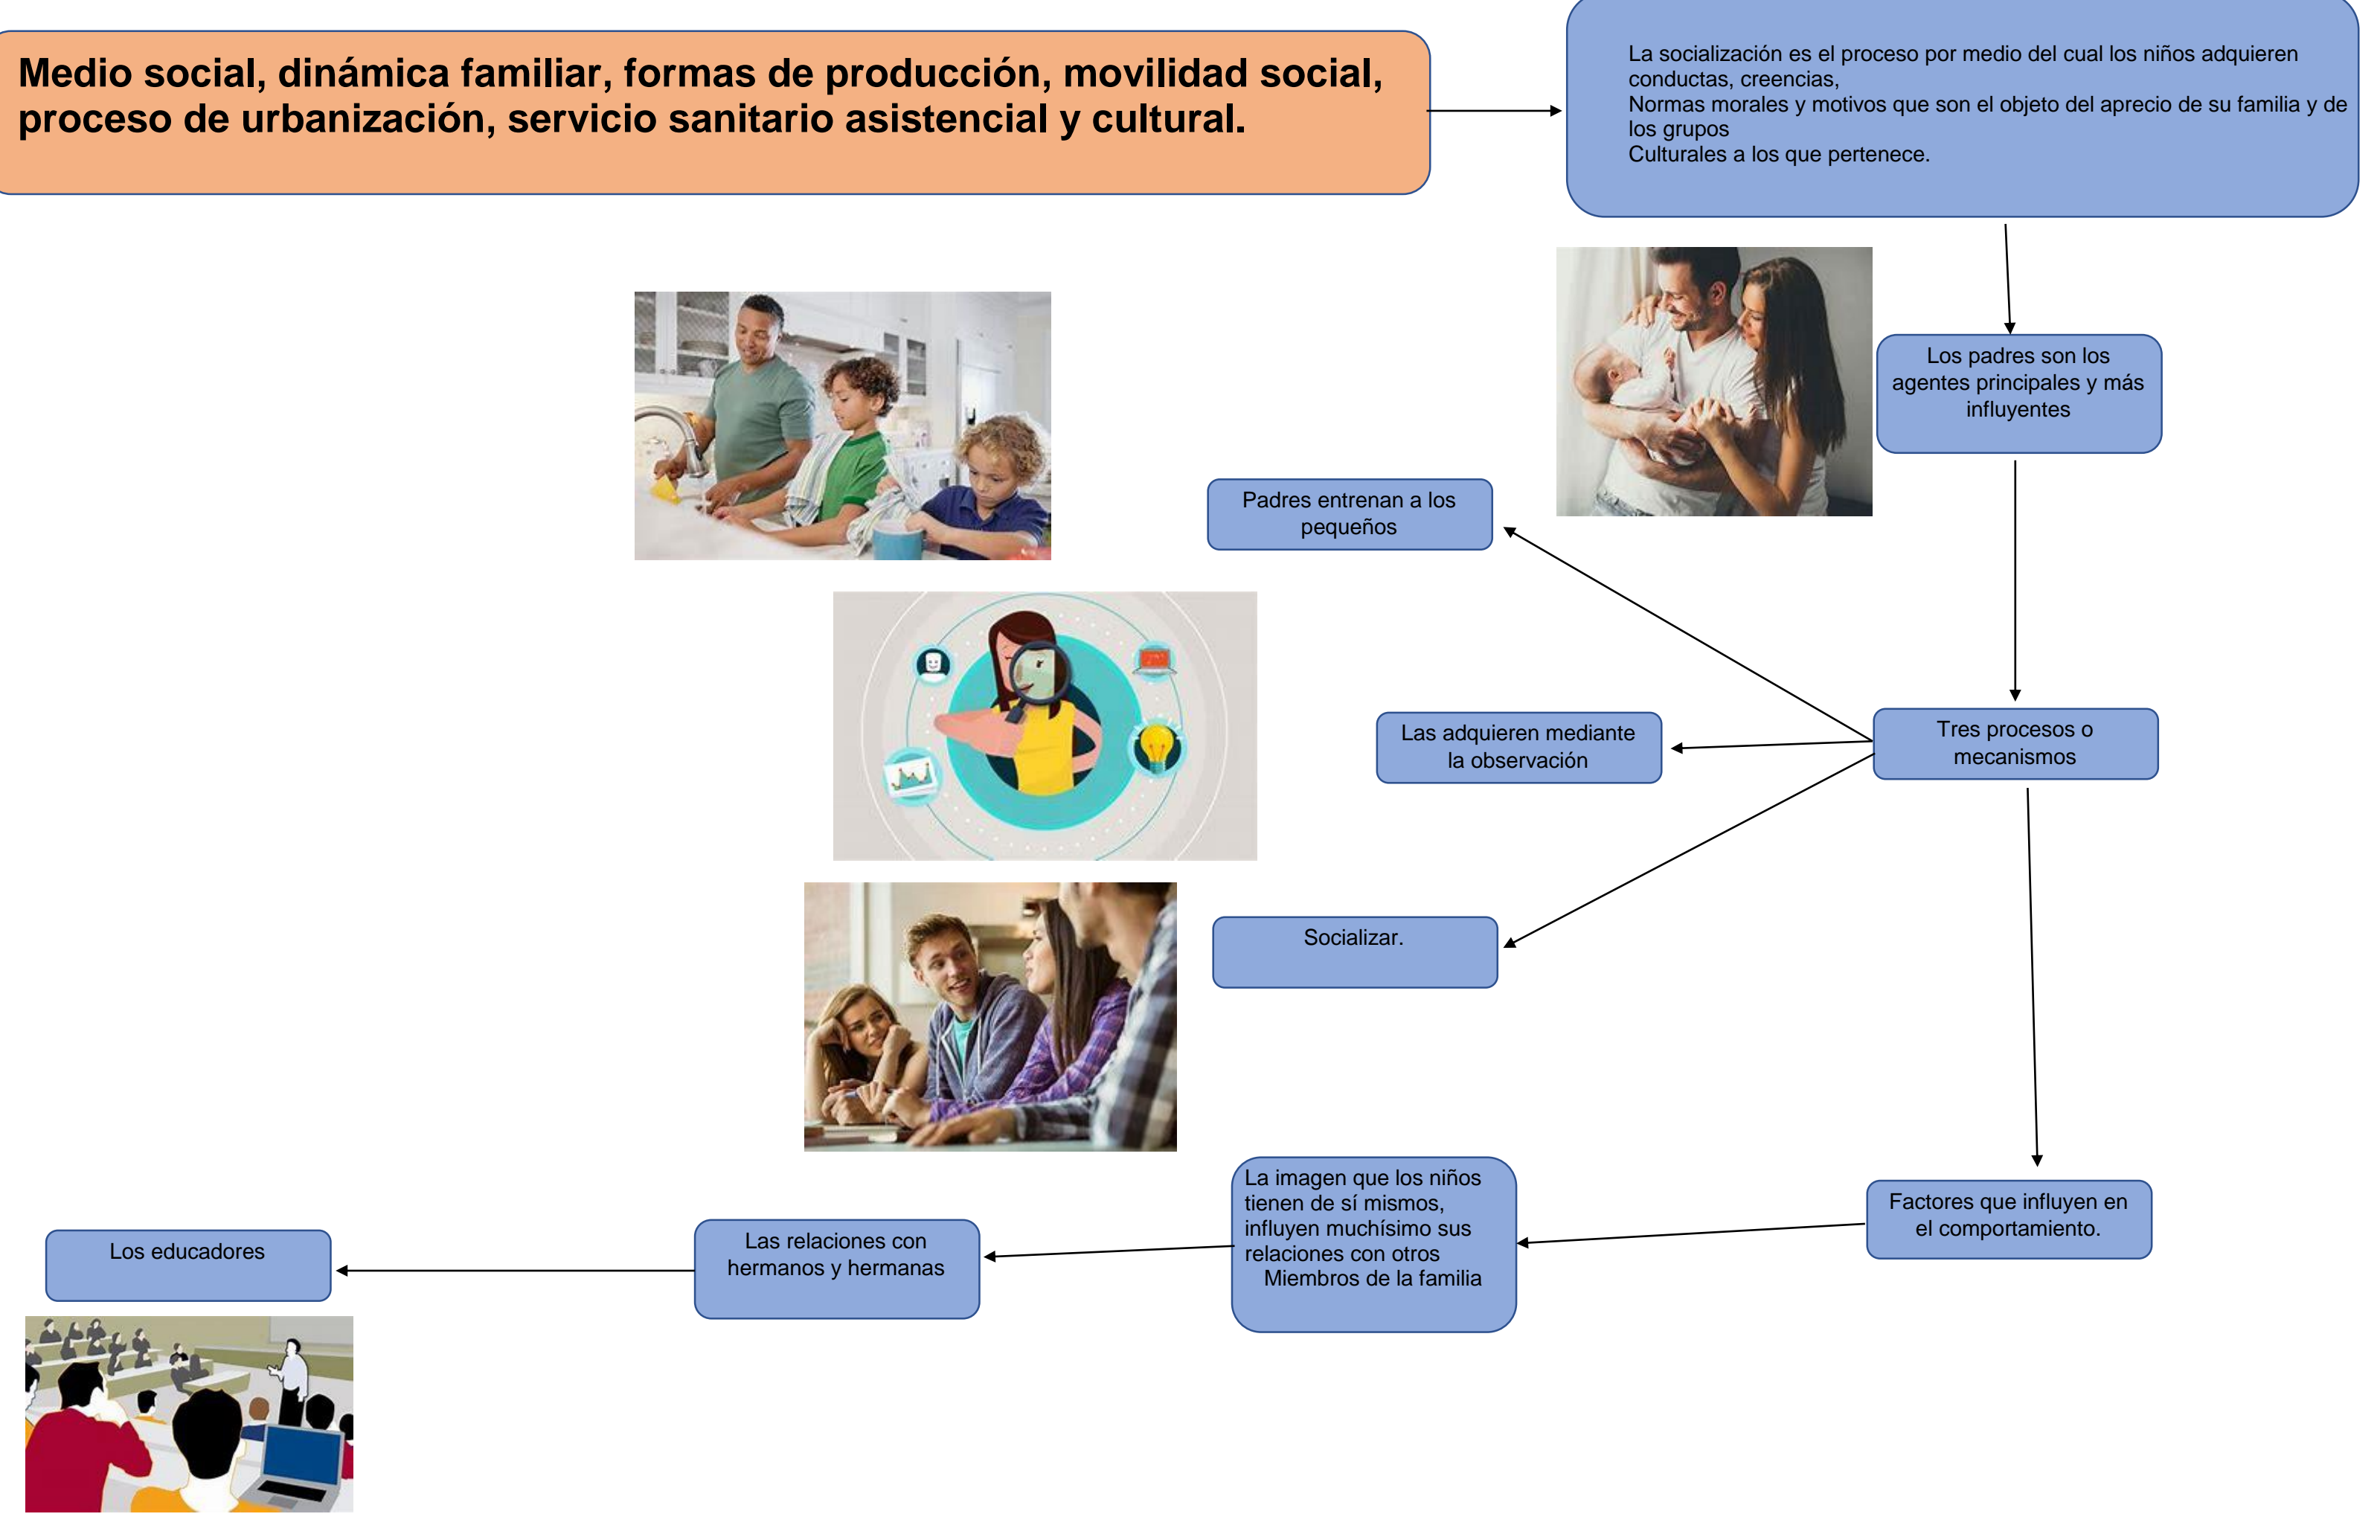 Medio social, dinámica familiar, formas de producción, movilidad social,
proceso de urbanización, servicio sanitario asistencial y cultural.
La socialización es el proceso por medio del cual los niños adquieren
conductas, creencias,
Normas morales y motivos que son el objeto del aprecio de su familia y de
los grupos
Culturales a los que pertenece.
Los padres son los
agentes principales y más
influyentes
Padres entrenan a los
pequeños
Las adquieren mediante
la observación
Tres procesos o
mecanismos
Socializar.
Factores que influyen en
el comportamiento.
La imagen que los niños
tienen de sí mismos,
influyen muchísimo sus
relaciones con otros
Miembros de la familia
Las relaciones con
hermanos y hermanas
Los educadores